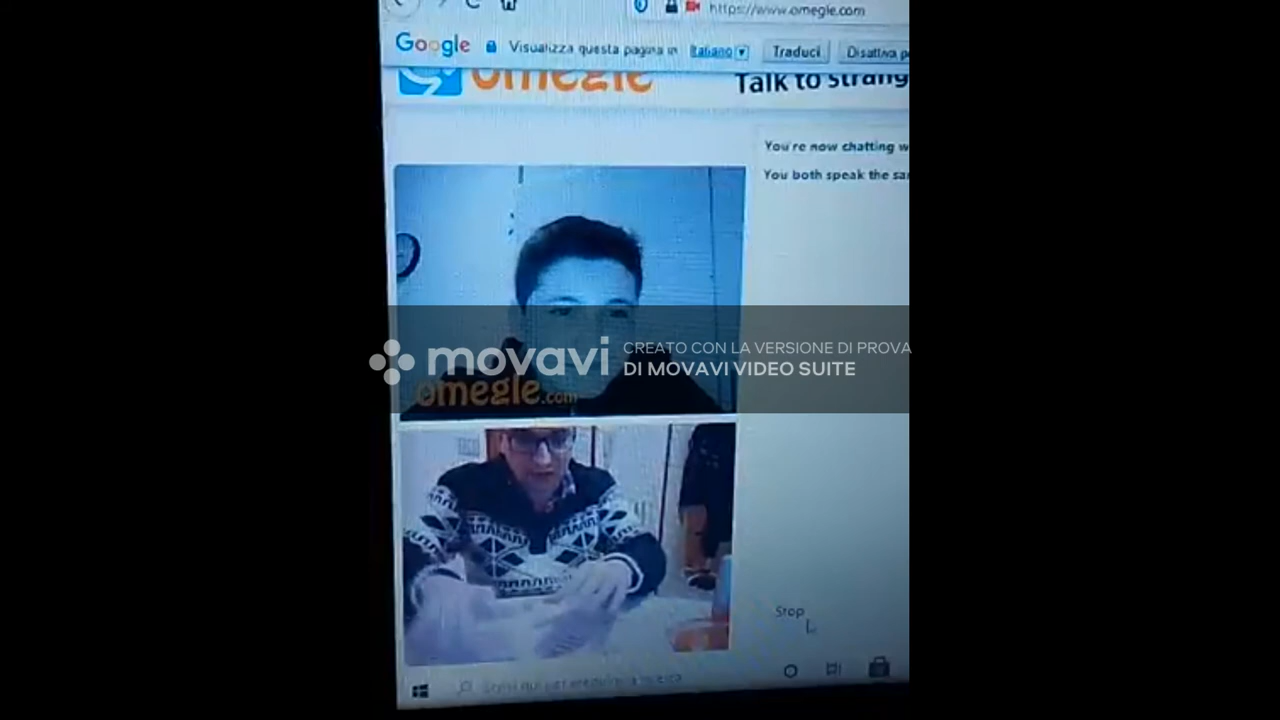 https://www.omegle.com
Google Visualizza questa pagina in Italiano Traduci Disattiva
omegle Talk to strang
You're now chatting w
You both speak the sa
movavi CREATO CON LA VERSIONE DI PROVA
DI MOVAVI VIDEO SUITE
omegle.com
Stop